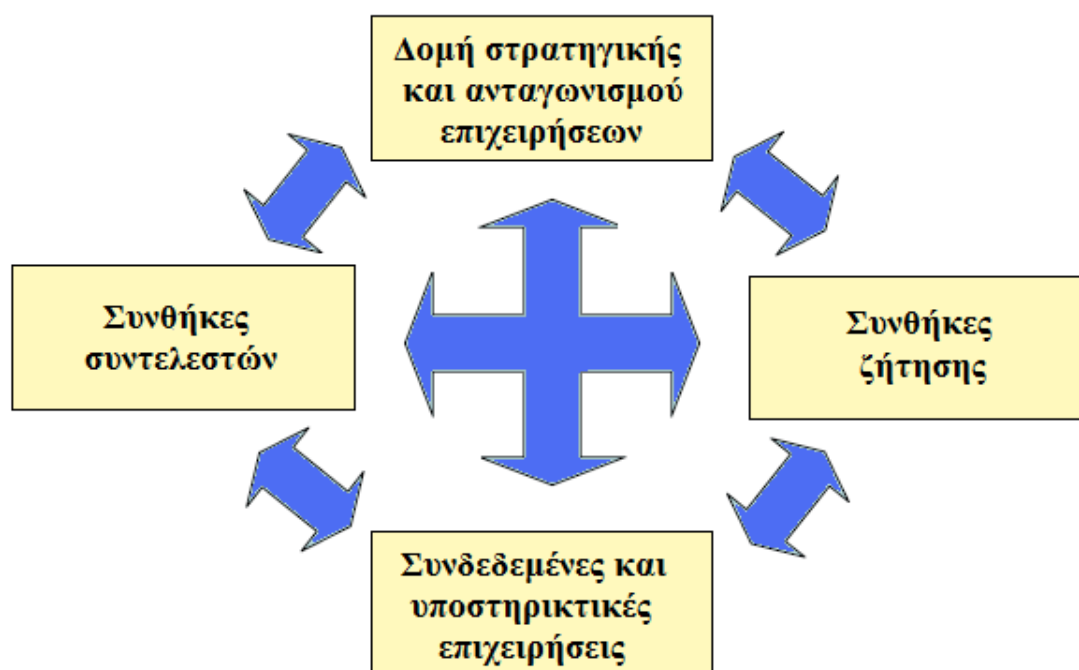 Δομή στρατηγικής
και ανταγωνισμού
επιχειρήσεων
Συνθήκες
συντελεστών
Συνθήκες
ζήτησης
Συνδεδεμένες και
υποστηρικτικές
επιχειρήσεις